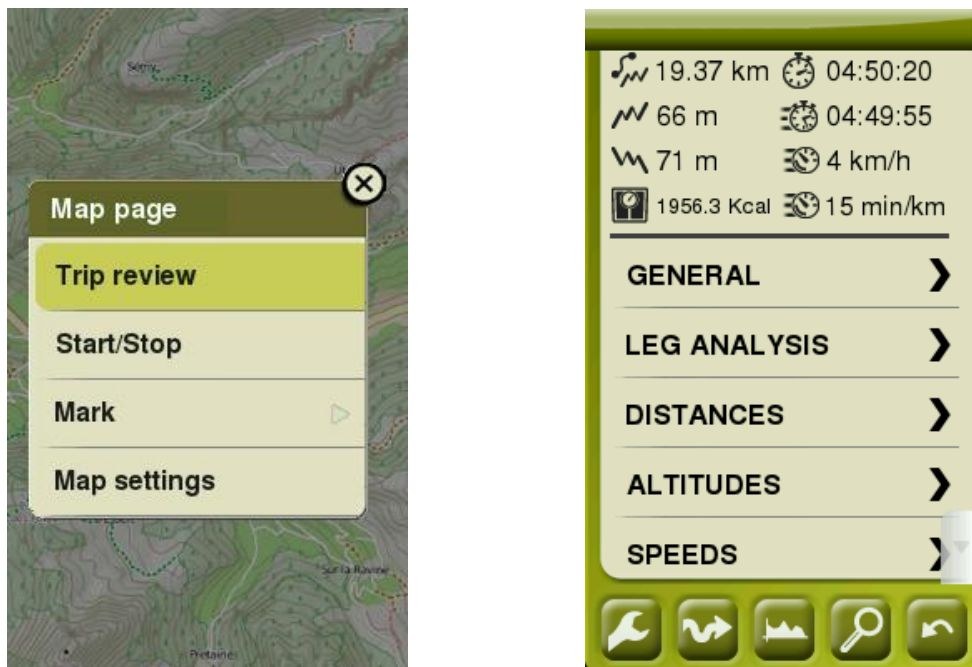 Sémy
Map page
Trip review
Start/Stop
Mark
Map settings
Sur la Ravine
Pretaines
19.37 km 04:50:20
66 m 04:49:55
71 m 4 km/h
1956.3 Kcal 15 min/km
GENERAL
LEG ANALYSIS
DISTANCES
ALTITUDES
SPEEDS